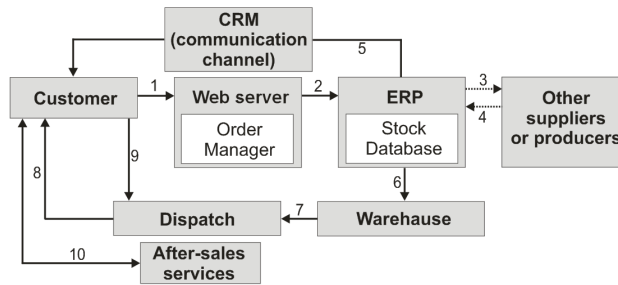 CRM
(communication
channel)
5
Customer
1
Web server
Order
Manager
2
ERP
Stock
Database
3
4
Other
suppliers
or producers
9
8
6
Dispatch
7
Warehause
10
After-sales
services